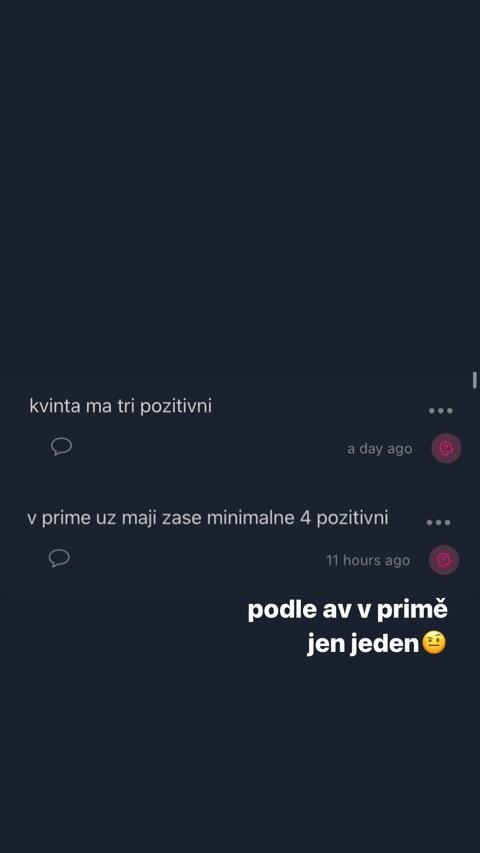 kvinta ma tri pozitivni
a day ago
v prime uz maji zase minimalne 4 pozitivni
11 hours ago
podle av v primě
jen jeden🤨